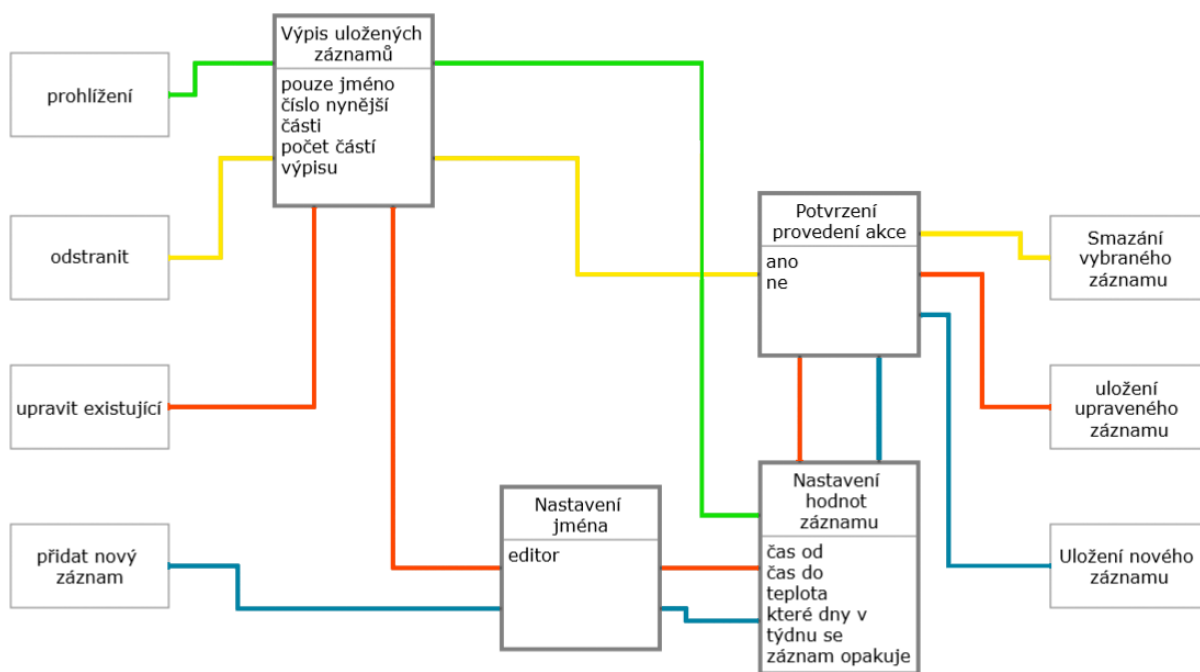 Výpis uložených
záznamů
pouze jméno
číslo nynější
části
počet částí
výpisu
prohlížení
odstranit
upravit existující
přidat nový
záznam
Nastavení
jména
editor
Potvrzení
provedení akce
ano
ne
Nastavení
hodnot
záznamu
čas od
čas do
teplota
které dny v
týdnu se
záznam opakuje
Smazání
vybraného
záznamu
uložení
upraveného
záznamu
Uložení nového
záznamu